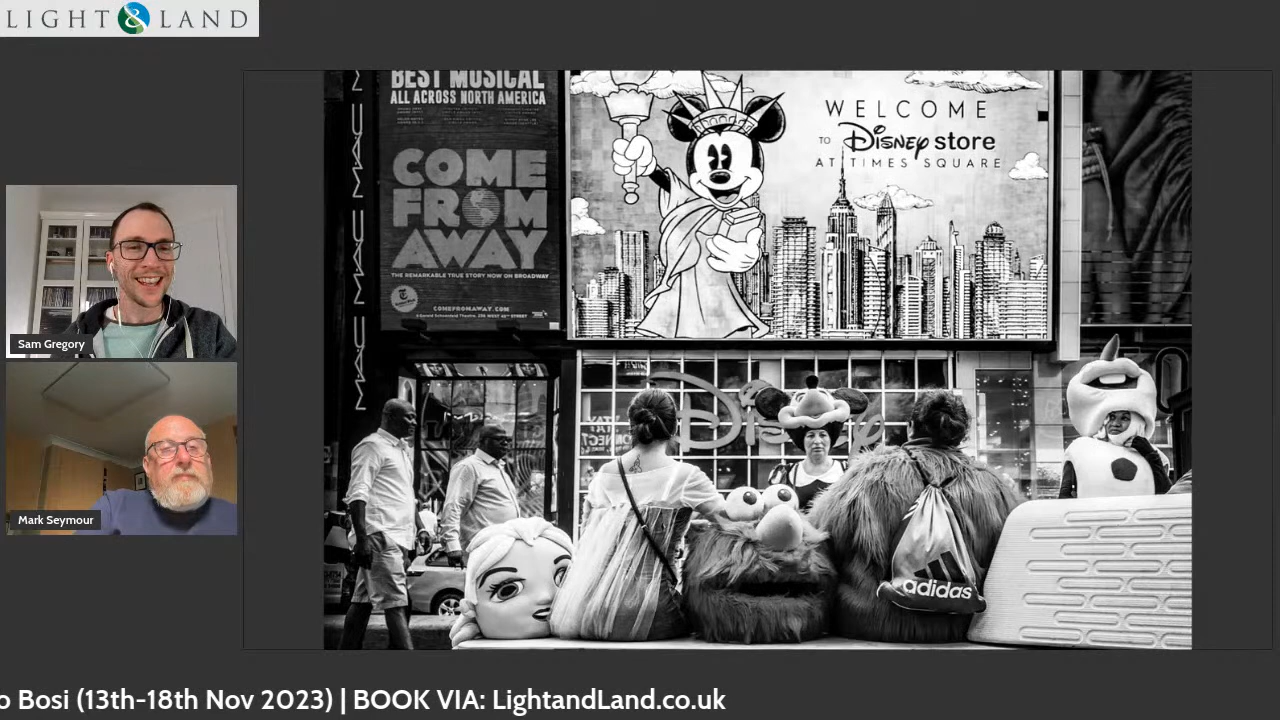 LIGHT & LAND
BEST MUSICAL
ALL ACROSS NORTH AMERICA
COME
FROM
AWAY
THE REMARKABLE TRUE STORY NOW ON BROADWAY
COMEFROMAWAY.COM
MAC MAC MAC
WELCOME
TO Disney store
AT TIMES SQUARE
Disney
STAY
CONNECT
adidas
Sam Gregory
Mark Seymour
o Bosi (13th-18th Nov 2023) | BOOK VIA: LightandLand.co.uk